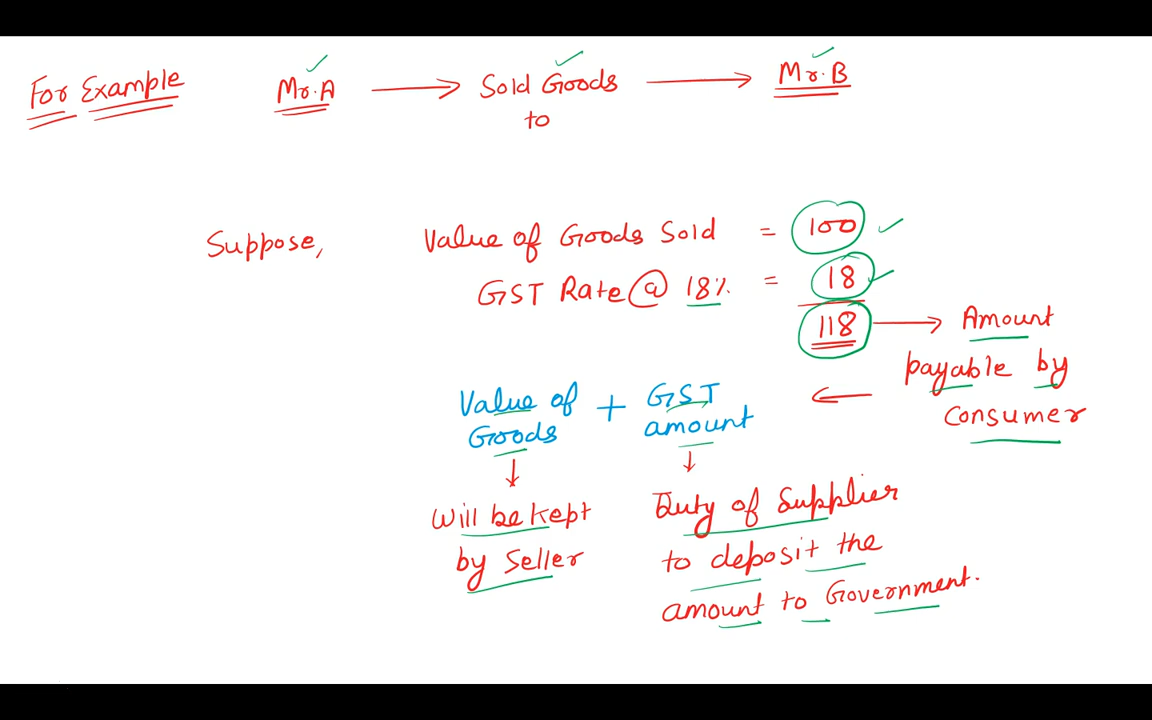 For Example Mr.A → Sold Goods → Mr.B
to
Suppose, Value of Goods Sold = 100
GST Rate @ 18% = 18
118 → Amount
payable by
Consumer
Value of + GST
Goods amount
↓ ↓
Will be kept Duty of Supplier
by Seller to deposit the
amount to Government.